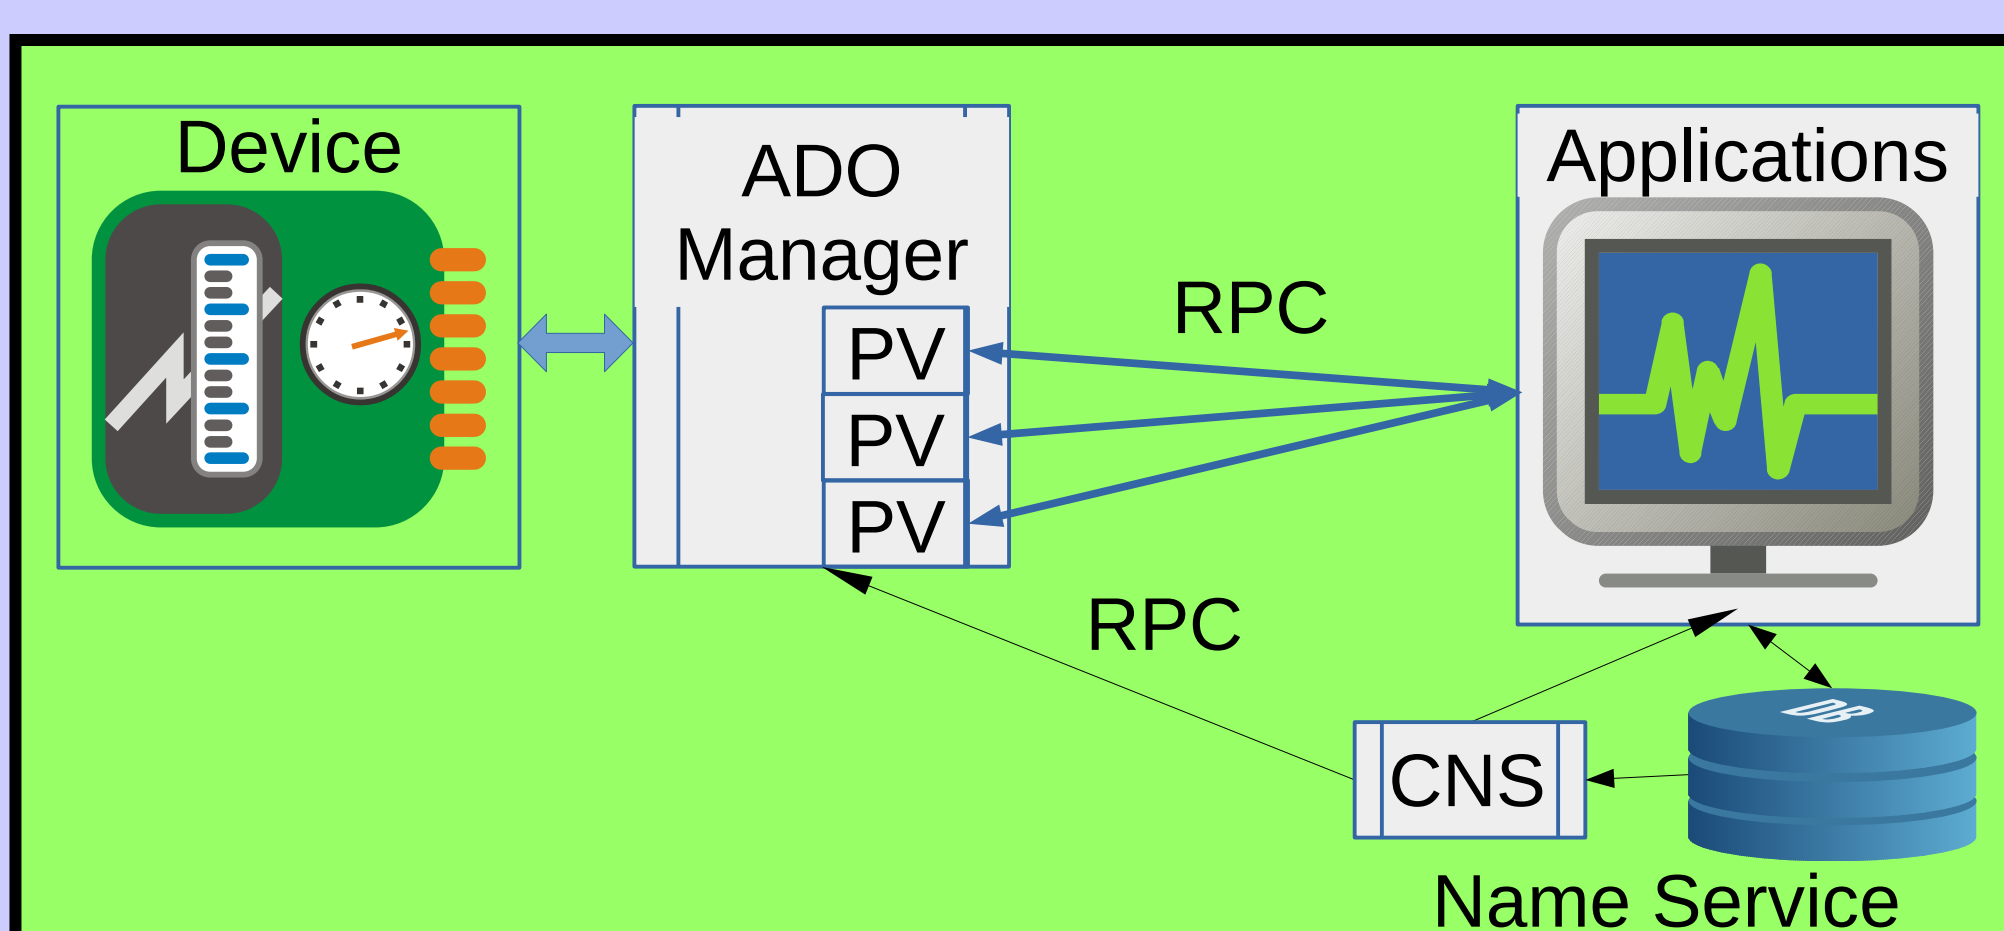 Device
ADO
Manager
Applications
RPC
PV
PV
PV
RPC
DB
CNS
Name Service